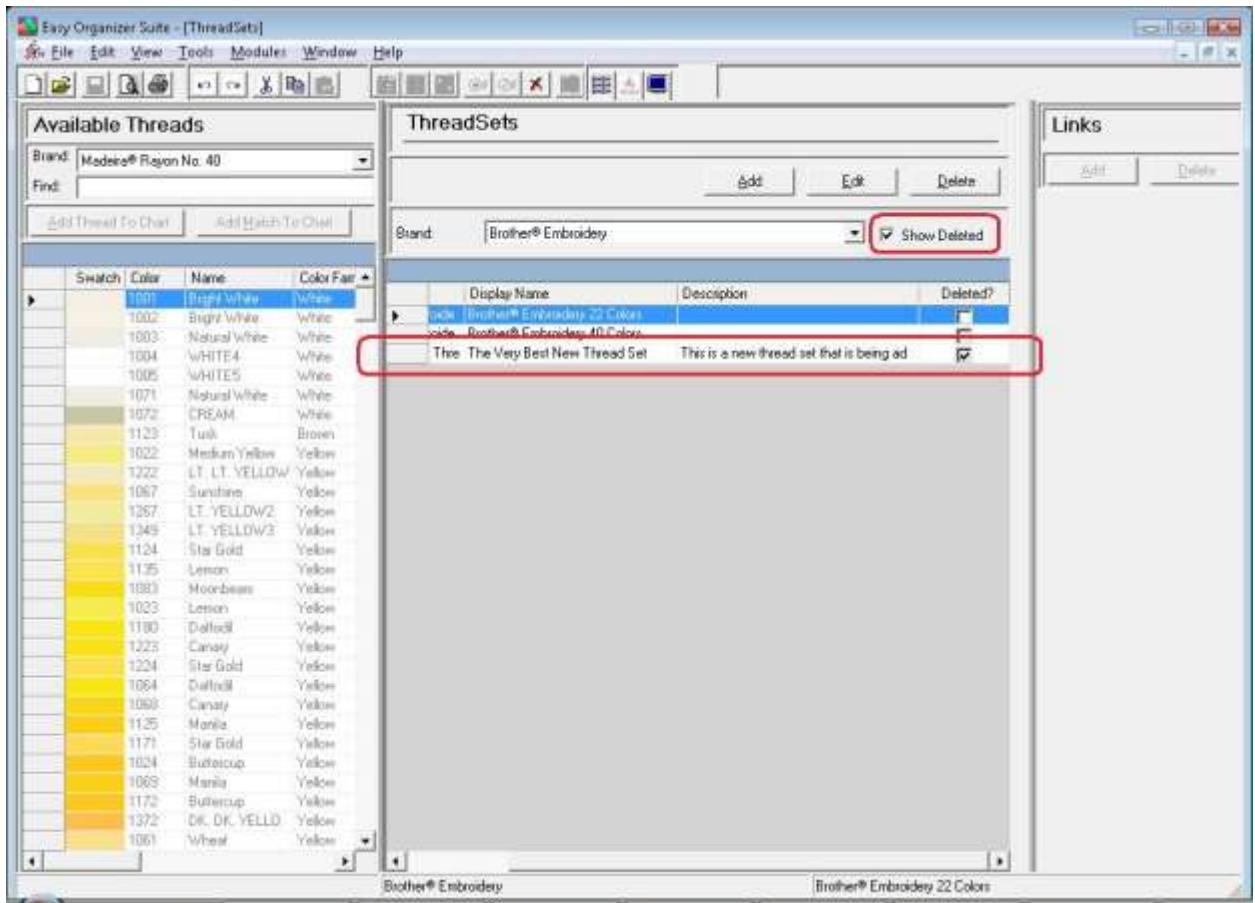 Easy Organizer Suite - [ThreadSets]
File Edit View Tools Modules Window Help
Available Threads
Brand: Madeira® Rayon No. 40
Find:
Add Thread To Chart Add Match To Chart
Swatch Color Name Color Fam
1001 Bright White White
1002 Bright White White
1003 Natural White White
1004 WHITE4 White
1005 WHITE5 White
1071 Natural White White
1072 CREAM White
1123 Tusk Brown
1022 Medium Yellow Yellow
1222 LT. LT. YELLOW Yellow
1067 Sunshine Yellow
1267 LT. YELLOW2 Yellow
1349 LT. YELLOW3 Yellow
1124 Star Gold Yellow
1135 Lemon Yellow
1083 Moonbeam Yellow
1023 Lemon Yellow
1180 Daffodil Yellow
1223 Canary Yellow
1224 Star Gold Yellow
1064 Daffodil Yellow
1068 Canary Yellow
1125 Manila Yellow
1171 Star Gold Yellow
1024 Buttercup Yellow
1069 Manila Yellow
1172 Buttercup Yellow
1372 DK. DK. YELLO Yellow
1061 Wheat Yellow
ThreadSets
Add Edit Delete
Brand: Brother® Embroidery Show Deleted
Display Name Description Deleted?
oide Brother® Embroidery 22 Colors
oide Brother® Embroidery 40 Colors
Thre The Very Best New Thread Set This is a new thread set that is being ad
Links
Add Delete
Brother® Embroidery Brother® Embroidery 22 Colors